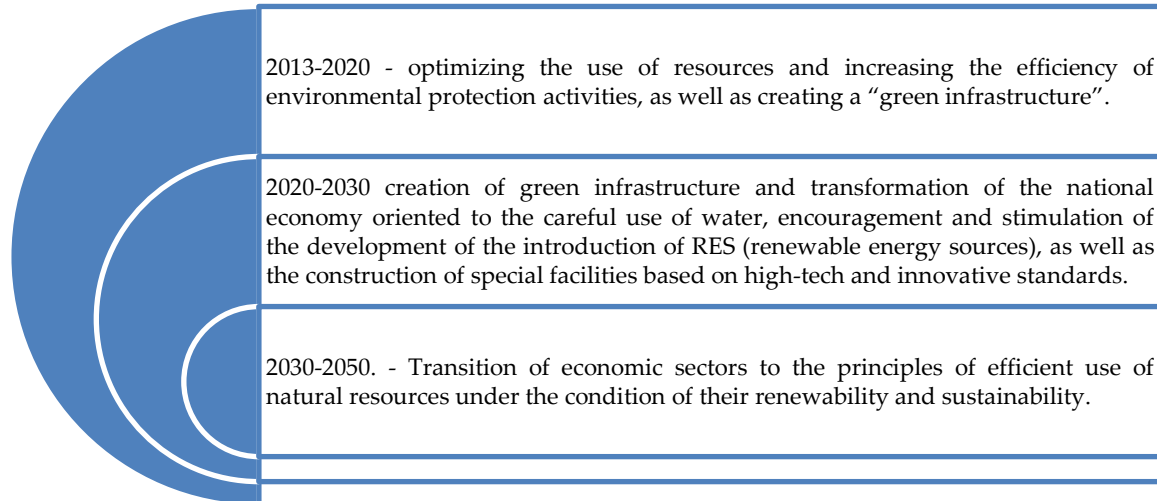 2013-2020 - optimizing the use of resources and increasing the efficiency of
environmental protection activities, as well as creating a “green infrastructure”.
2020-2030 creation of green infrastructure and transformation of the national
economy oriented to the careful use of water, encouragement and stimulation of
the development of the introduction of RES (renewable energy sources), as well as
the construction of special facilities based on high-tech and innovative standards.
2030-2050. - Transition of economic sectors to the principles of efficient use of
natural resources under the condition of their renewability and sustainability.